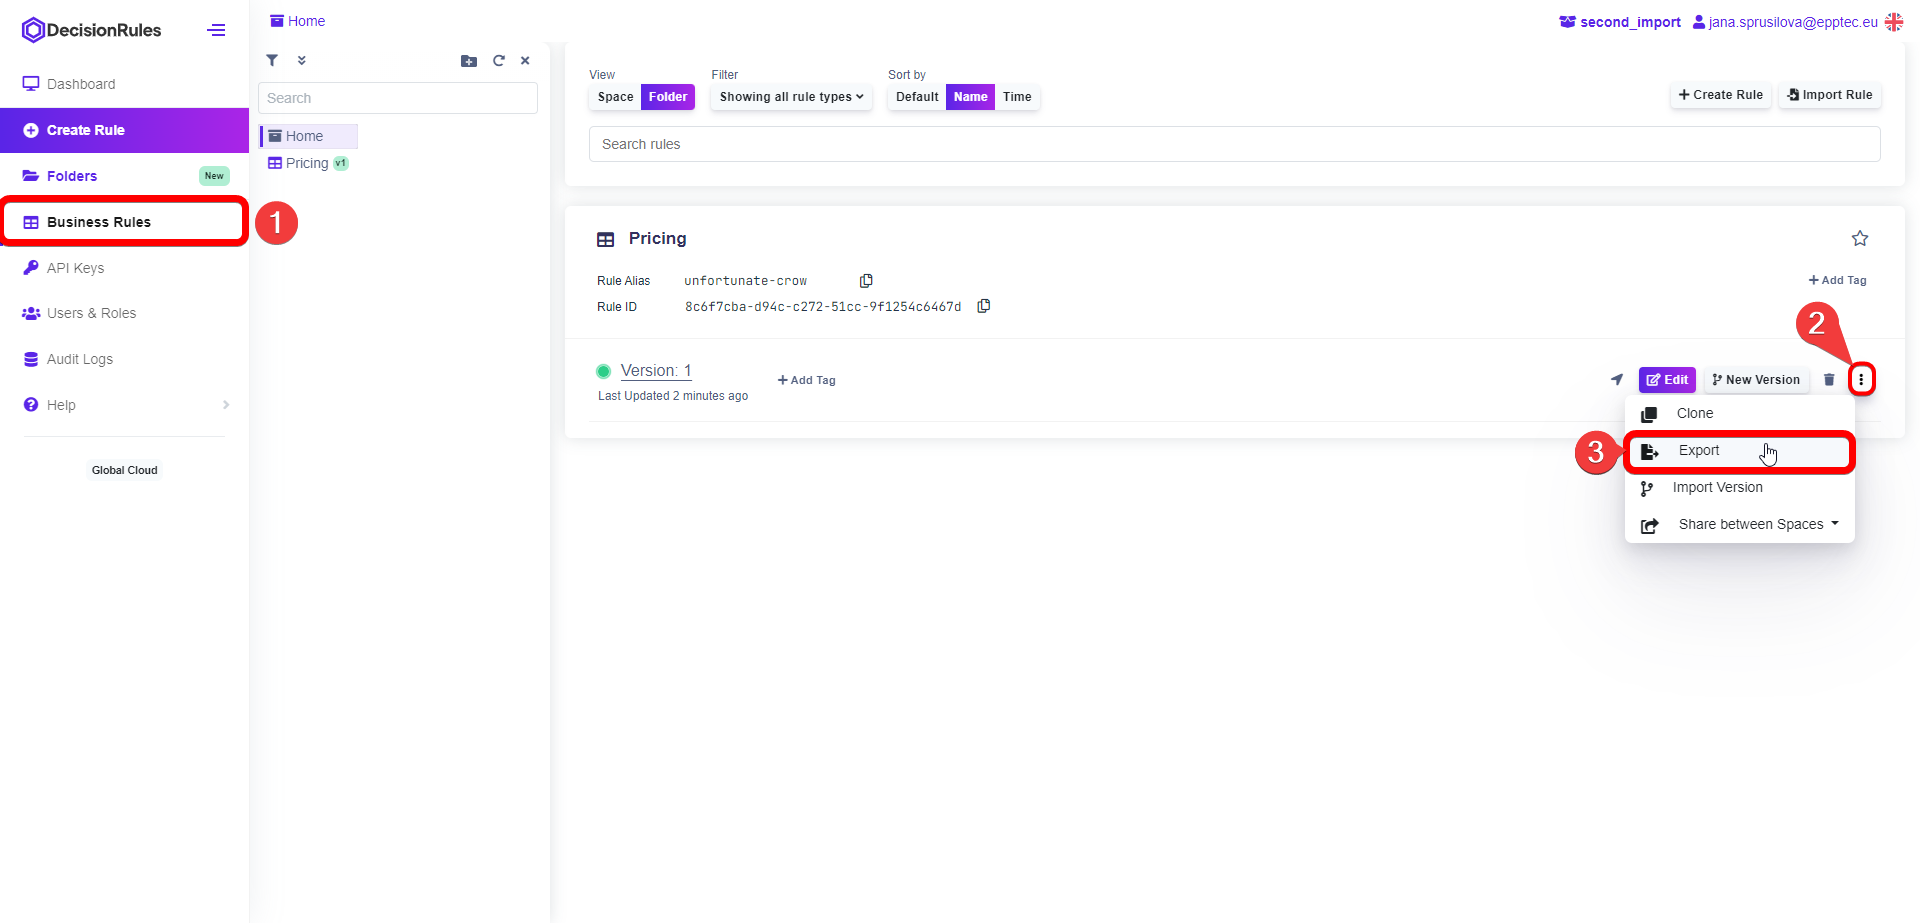 DecisionRules
Home
second_import
jana.sprusilova@epptec.eu
Dashboard
Create Rule
Folders
New
Business Rules
1
API Keys
Users & Roles
Audit Logs
Help
Global Cloud
Search
Home
Pricing v1
View
Filter
Sort by
Space
Folder
Showing all rule types
Default
Name
Time
Create Rule
Import Rule
Search rules
Pricing
Rule Alias
unfortunate-crow
Add Tag
Rule ID
8c6f7cba-d94c-c272-51cc-9f1254c6467d
2
Version: 1
Add Tag
Last Updated 2 minutes ago
Edit
New Version
Clone
3
Export
Import Version
Share between Spaces